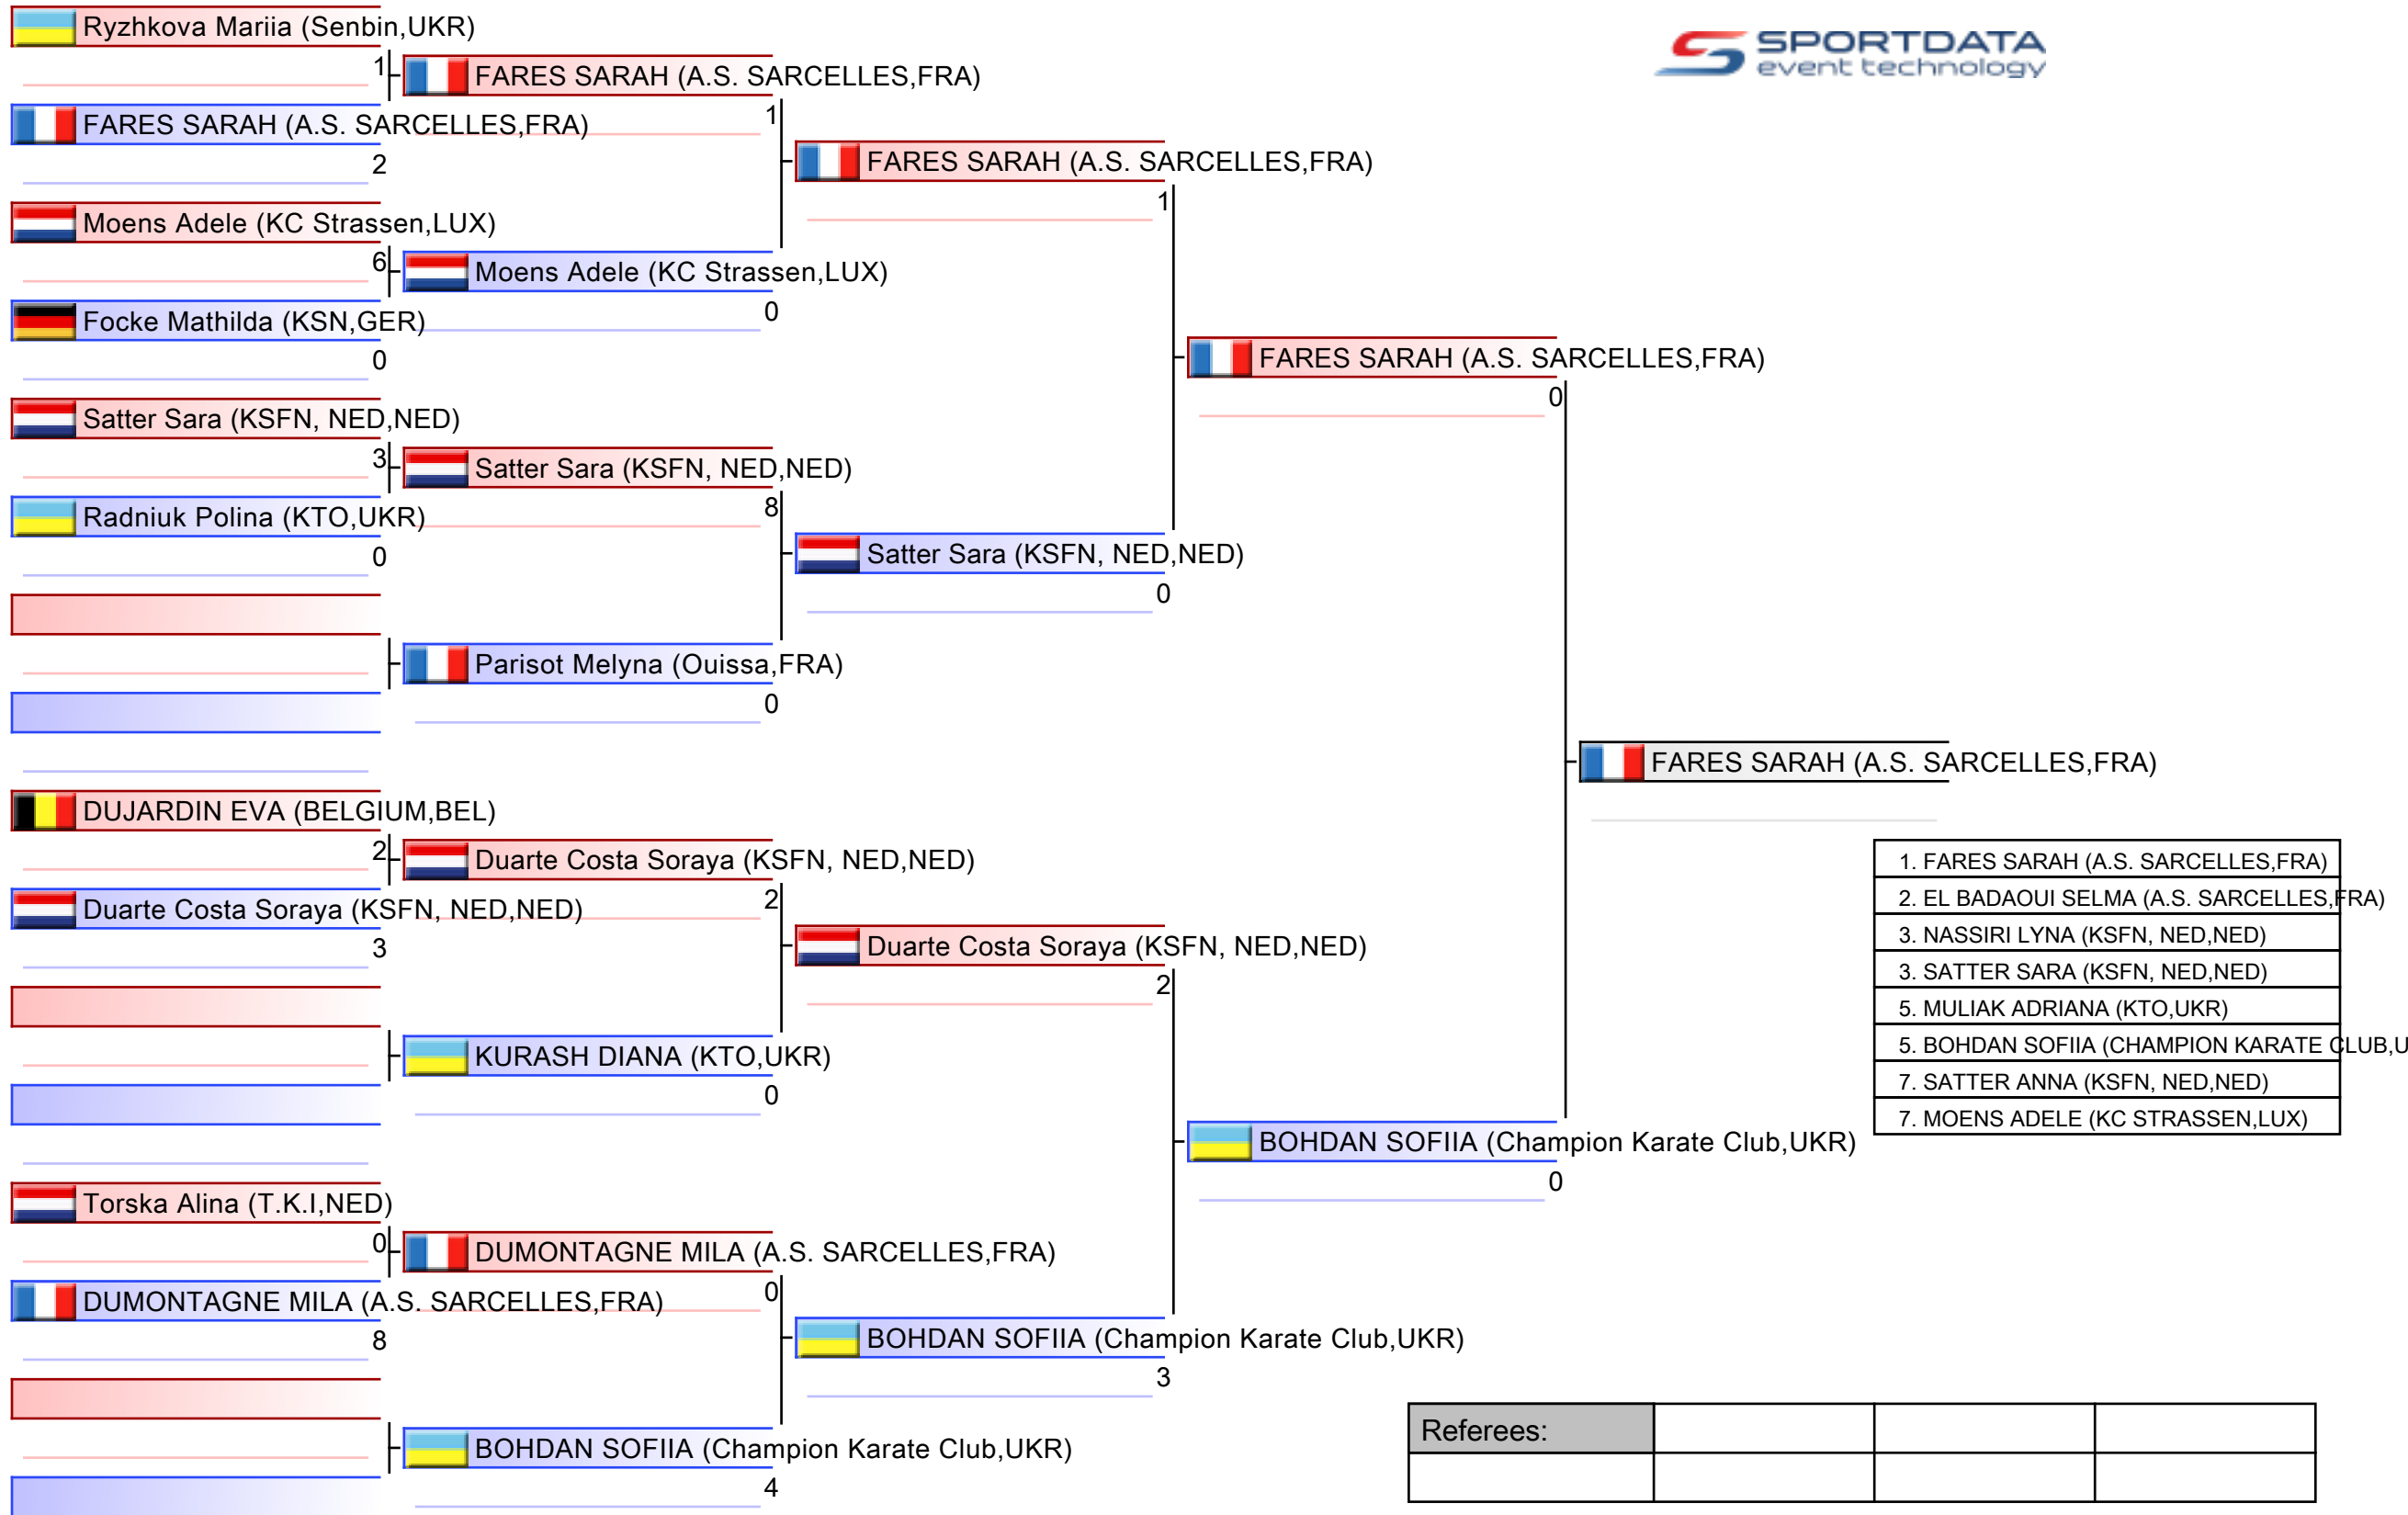 SPORTDATA
event technology
Ryzhkova Mariia (Senbin,UKR)
1
FARES SARAH (A.S. SARCELLES,FRA)
2
Moens Adele (KC Strassen,LUX)
6
Focke Mathilda (KSN,GER)
0
Satter Sara (KSFN, NED,NED)
3
Radniuk Polina (KTO,UKR)
0
DUJARDIN EVA (BELGIUM,BEL)
2
Duarte Costa Soraya (KSFN, NED,NED)
3
Torska Alina (T.K.I,NED)
0
DUMONTAGNE MILA (A.S. SARCELLES,FRA)
8
FARES SARAH (A.S. SARCELLES,FRA)
1
Moens Adele (KC Strassen,LUX)
0
Satter Sara (KSFN, NED,NED)
8
Parisot Melyna (Ouissa,FRA)
0
Duarte Costa Soraya (KSFN, NED,NED)
2
KURASH DIANA (KTO,UKR)
0
DUMONTAGNE MILA (A.S. SARCELLES,FRA)
0
BOHDAN SOFIIA (Champion Karate Club,UKR)
4
FARES SARAH (A.S. SARCELLES,FRA)
1
Satter Sara (KSFN, NED,NED)
0
Duarte Costa Soraya (KSFN, NED,NED)
2
BOHDAN SOFIIA (Champion Karate Club,UKR)
3
FARES SARAH (A.S. SARCELLES,FRA)
0
BOHDAN SOFIIA (Champion Karate Club,UKR)
0
FARES SARAH (A.S. SARCELLES,FRA)
1. FARES SARAH (A.S. SARCELLES,FRA)
2. EL BADAOUI SELMA (A.S. SARCELLES,FRA)
3. NASSIRI LYNA (KSFN, NED,NED)
3. SATTER SARA (KSFN, NED,NED)
5. MULIAK ADRIANA (KTO,UKR)
5. BOHDAN SOFIIA (CHAMPION KARATE CLUB,U
7. SATTER ANNA (KSFN, NED,NED)
7. MOENS ADELE (KC STRASSEN,LUX)
Referees: